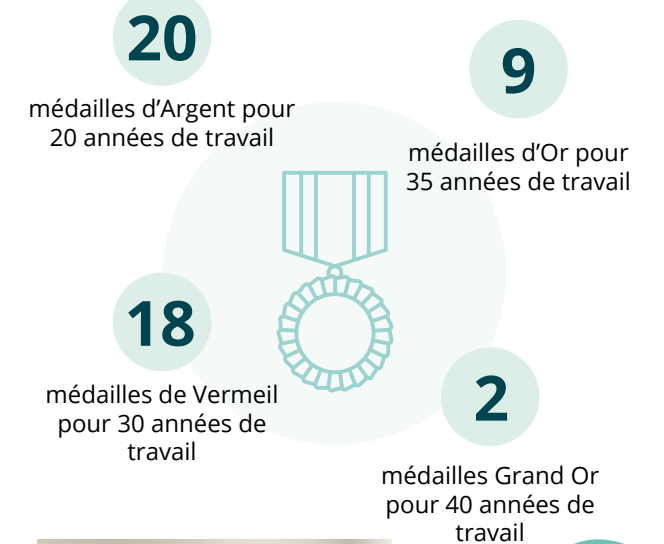 20
médailles d'Argent pour
20 années de travail
9
médailles d'Or pour
35 années de travail
18
médailles de Vermeil
pour 30 années de
travail
2
médailles Grand Or
pour 40 années de
travail